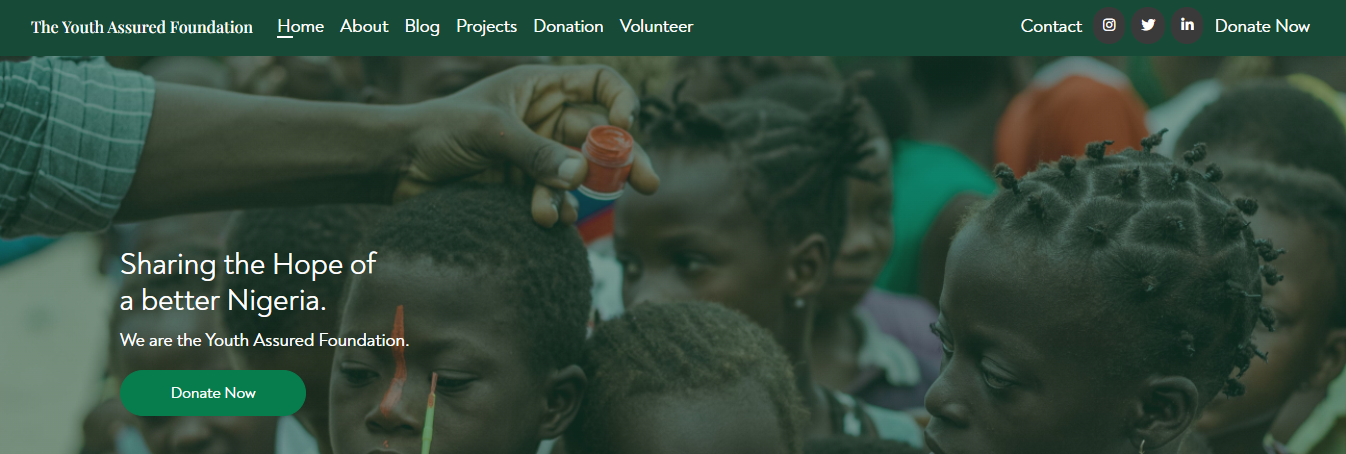 The Youth Assured Foundation Home About Blog Projects Donation Volunteer Contact Donate Now
Sharing the Hope of
a better Nigeria.
We are the Youth Assured Foundation.
Donate Now